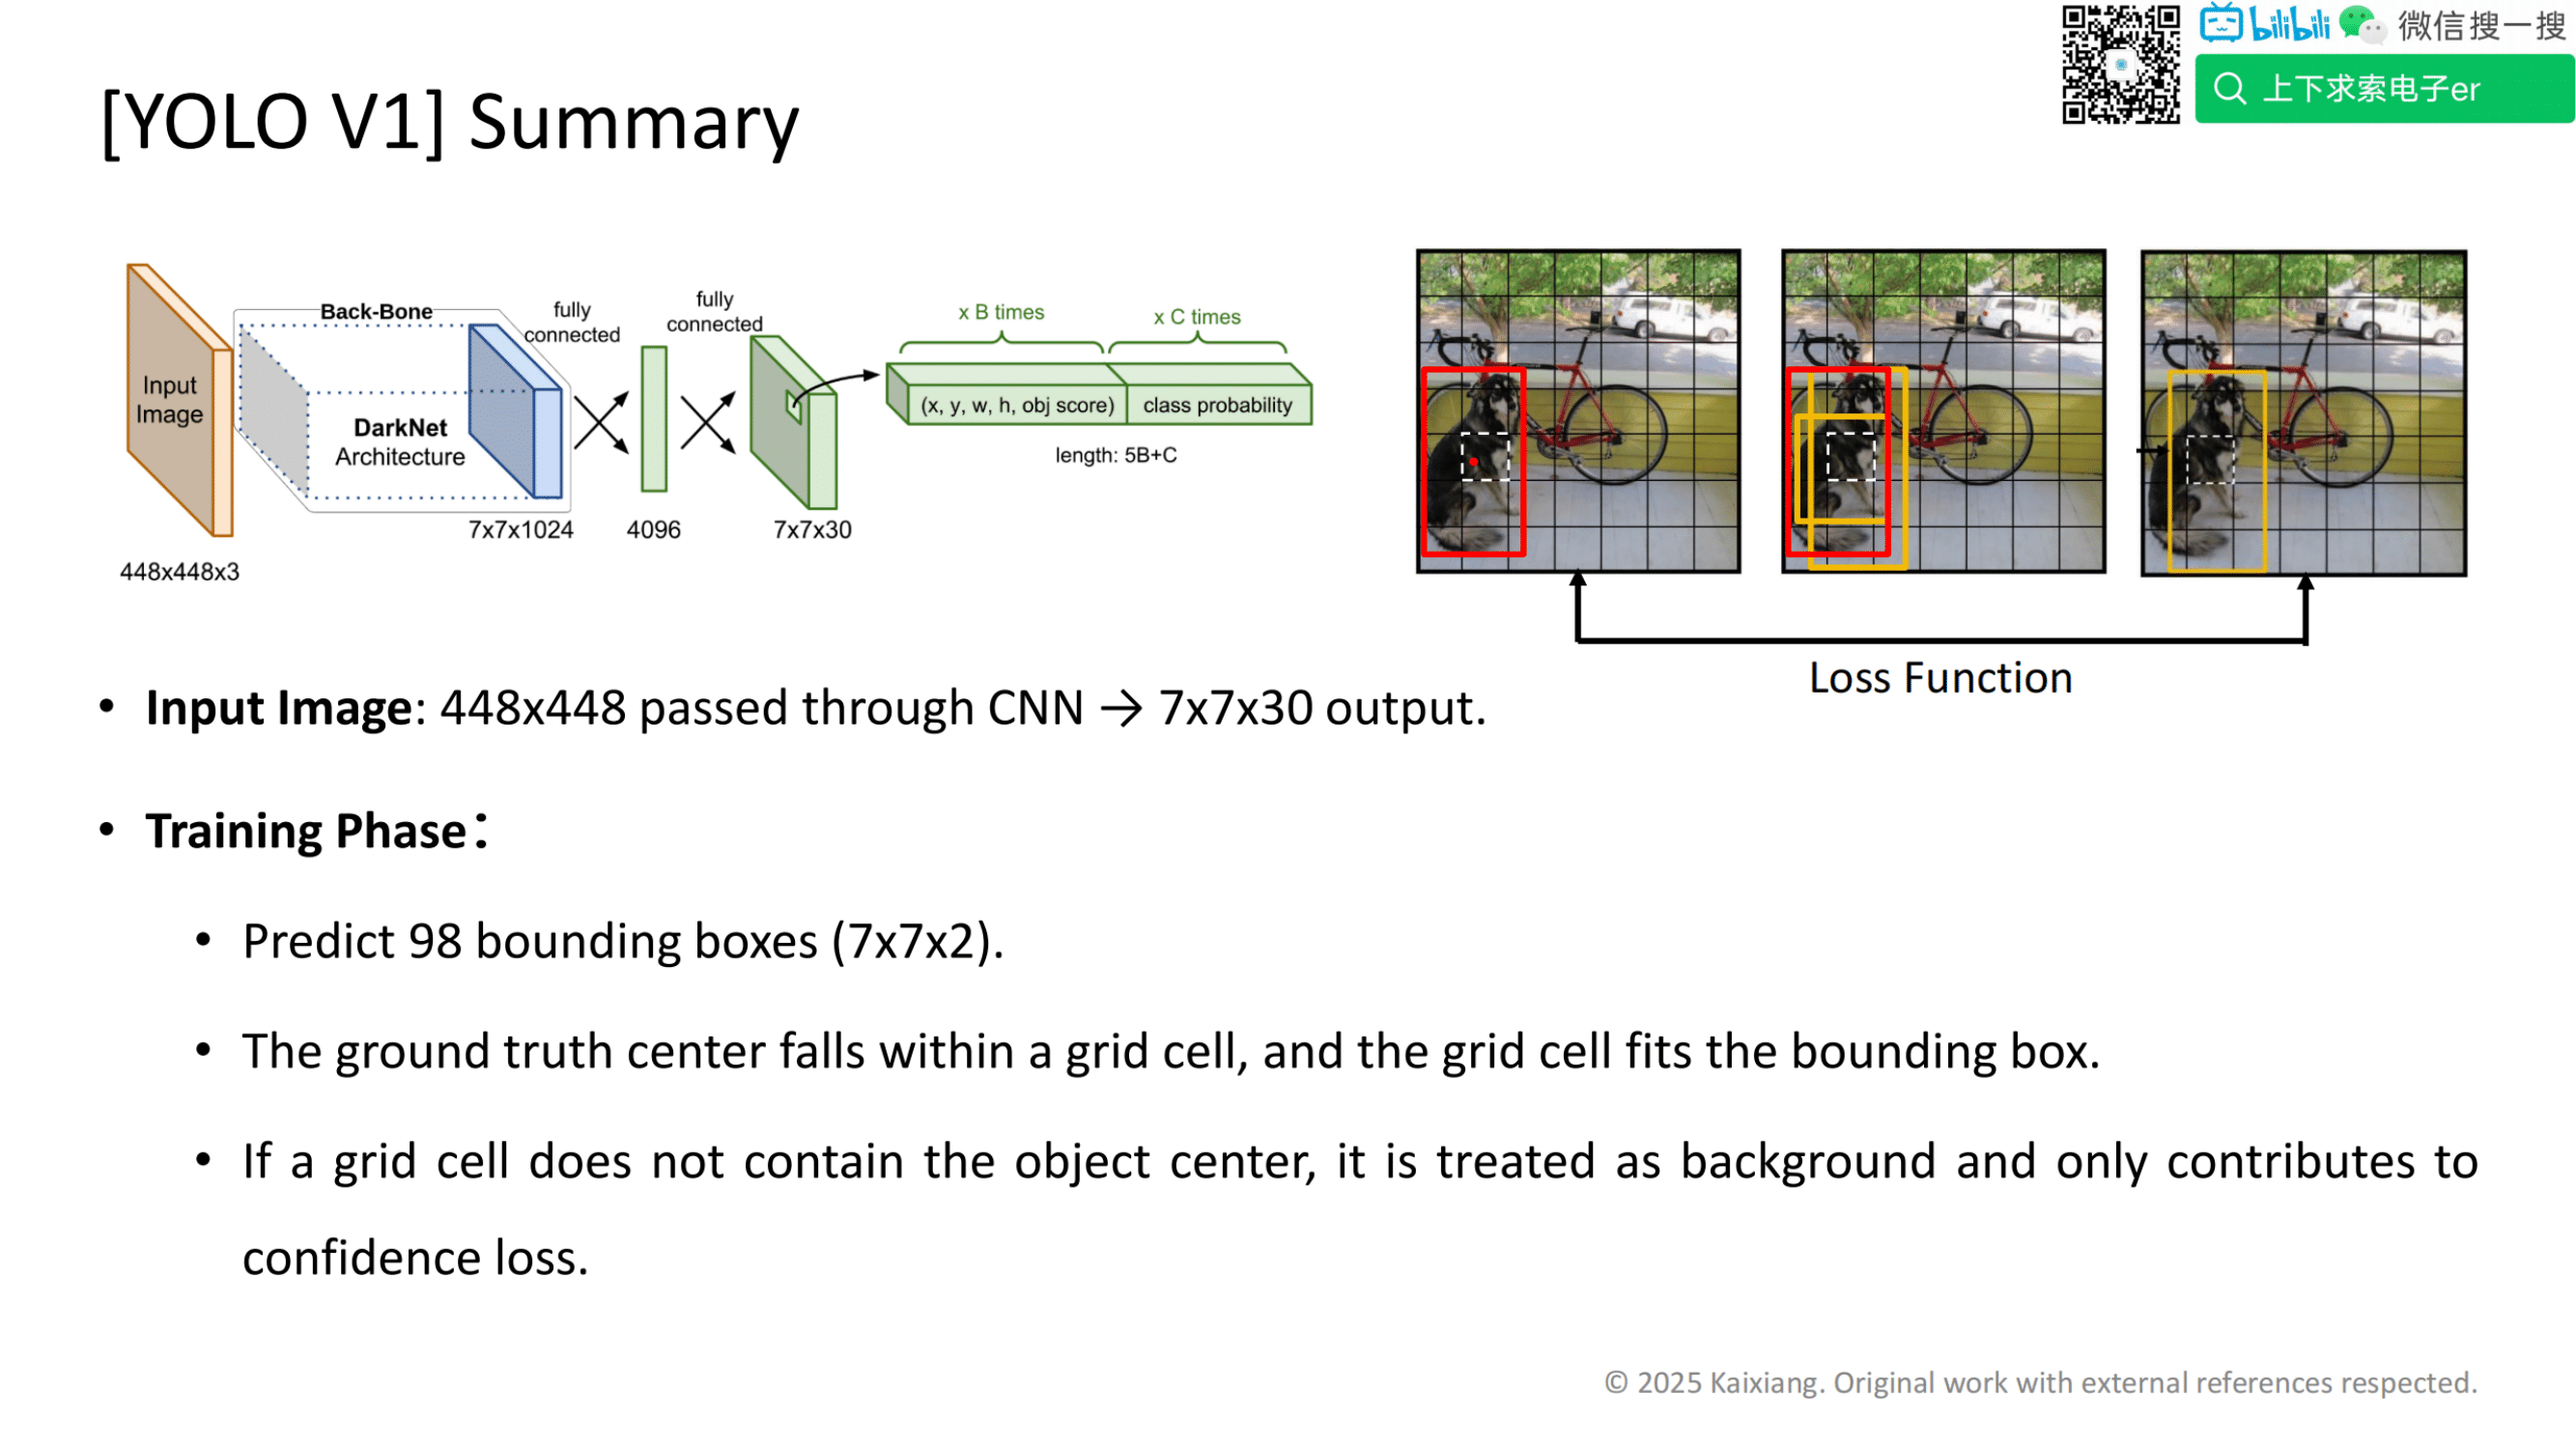 bilibili 微信搜一搜
上下求索电子er
[YOLO V1] Summary
Input
Image
448x448x3
Back-Bone
DarkNet
Architecture
7x7x1024
fully
connected
4096
fully
connected
7x7x30
x B times
x C times
(x, y, w, h, obj score)
class probability
length: 5B+C
Loss Function
• Input Image: 448x448 passed through CNN → 7x7x30 output.
• Training Phase：
• Predict 98 bounding boxes (7x7x2).
• The ground truth center falls within a grid cell, and the grid cell fits the bounding box.
• If a grid cell does not contain the object center, it is treated as background and only contributes to
confidence loss.
© 2025 Kaixiang. Original work with external references respected.